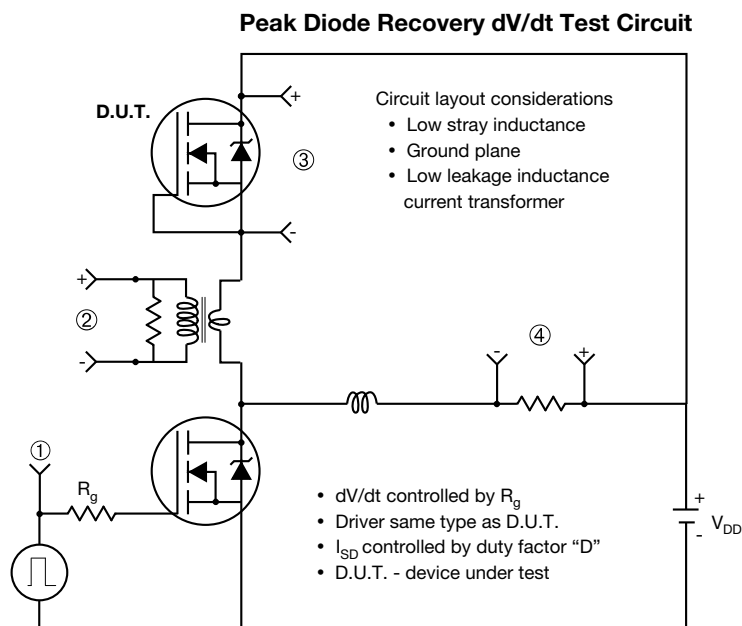 Peak Diode Recovery dV/dt Test Circuit
D.U.T.
+
-
③
Circuit layout considerations
• Low stray inductance
• Ground plane
• Low leakage inductance
current transformer
+
②
-
-
④
+
①
Rg
• dV/dt controlled by Rg
• Driver same type as D.U.T.
• ISD controlled by duty factor “D”
• D.U.T. - device under test
+
-
VDD